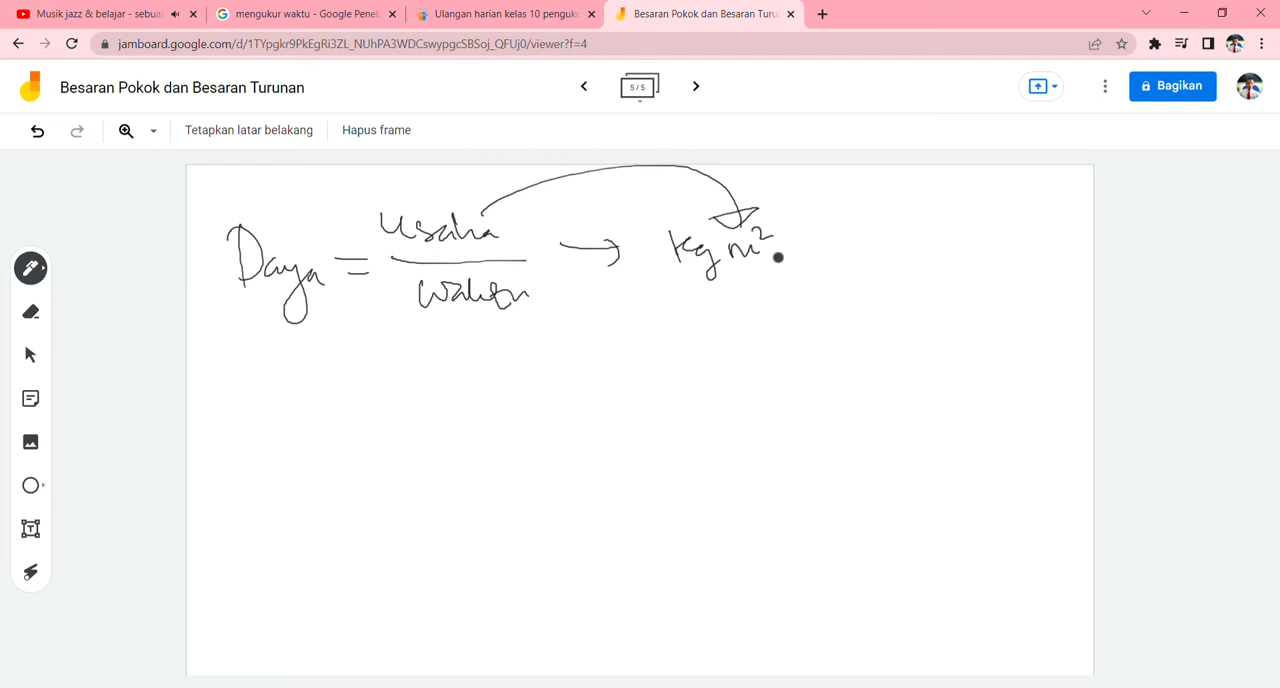 Musik jazz & belajar - sebua
mengukur waktu - Google Penel
Ulangan harian kelas 10 penguku
Besaran Pokok dan Besaran Turun
jamboard.google.com/d/1TYpgkr9PkEgRi3ZL_NUhPA3WDCswypgcSBSoj_QFUj0/viewer?f=4
Besaran Pokok dan Besaran Turunan
5 / 5
Bagikan
Tetapkan latar belakang
Hapus frame
Daya = usaha / waktu → kg m²